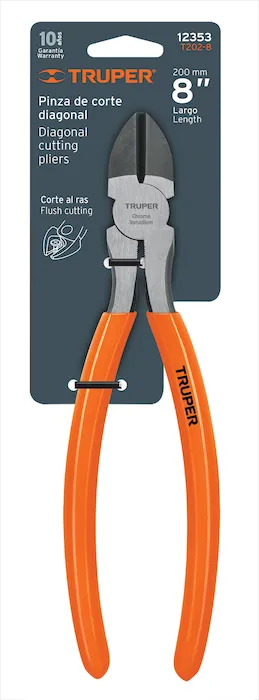 10 años
Garantía
Warranty
TRUPER
12353
T202-8
Pinza de corte
diagonal
Diagonal
cutting
pliers
200 mm
8”
Largo
Length
Corte al ras
Flush cutting
TRUPER
Chrome
Vanadium
TRUPER